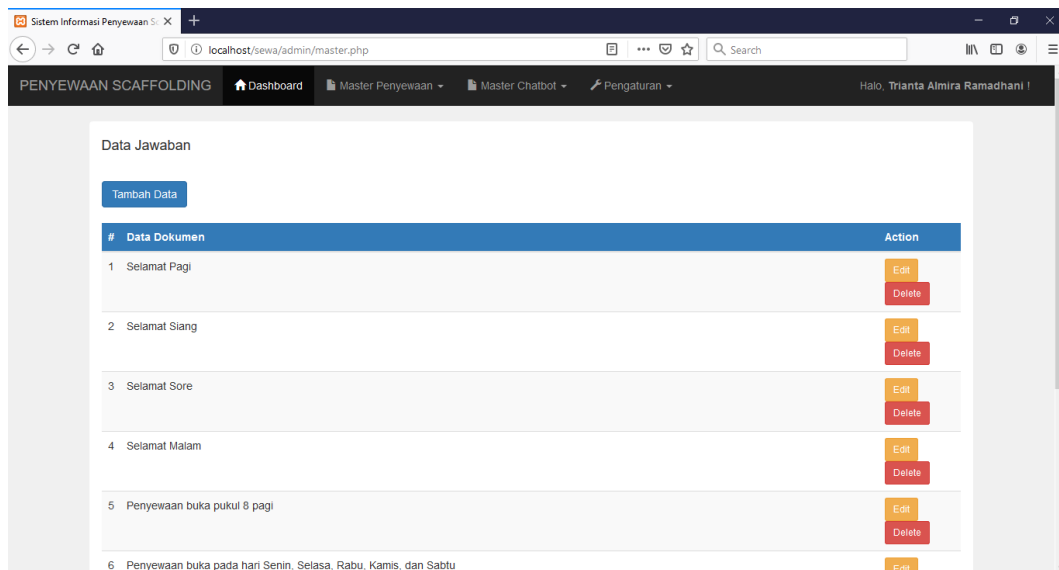 Sistem Informasi Penyewaan Sc
localhost/sewa/admin/master.php
Search
PENYEWAAN SCAFFOLDING Dashboard Master Penyewaan Master Chatbot Pengaturan Halo, Trianta Almira Ramadhani !
Data Jawaban
Tambah Data
# Data Dokumen Action
1 Selamat Pagi Edit
Delete
2 Selamat Siang Edit
Delete
3 Selamat Sore Edit
Delete
4 Selamat Malam Edit
Delete
5 Penyewaan buka pukul 8 pagi Edit
Delete
6 Penyewaan buka pada hari Senin, Selasa, Rabu, Kamis, dan Sabtu Edit